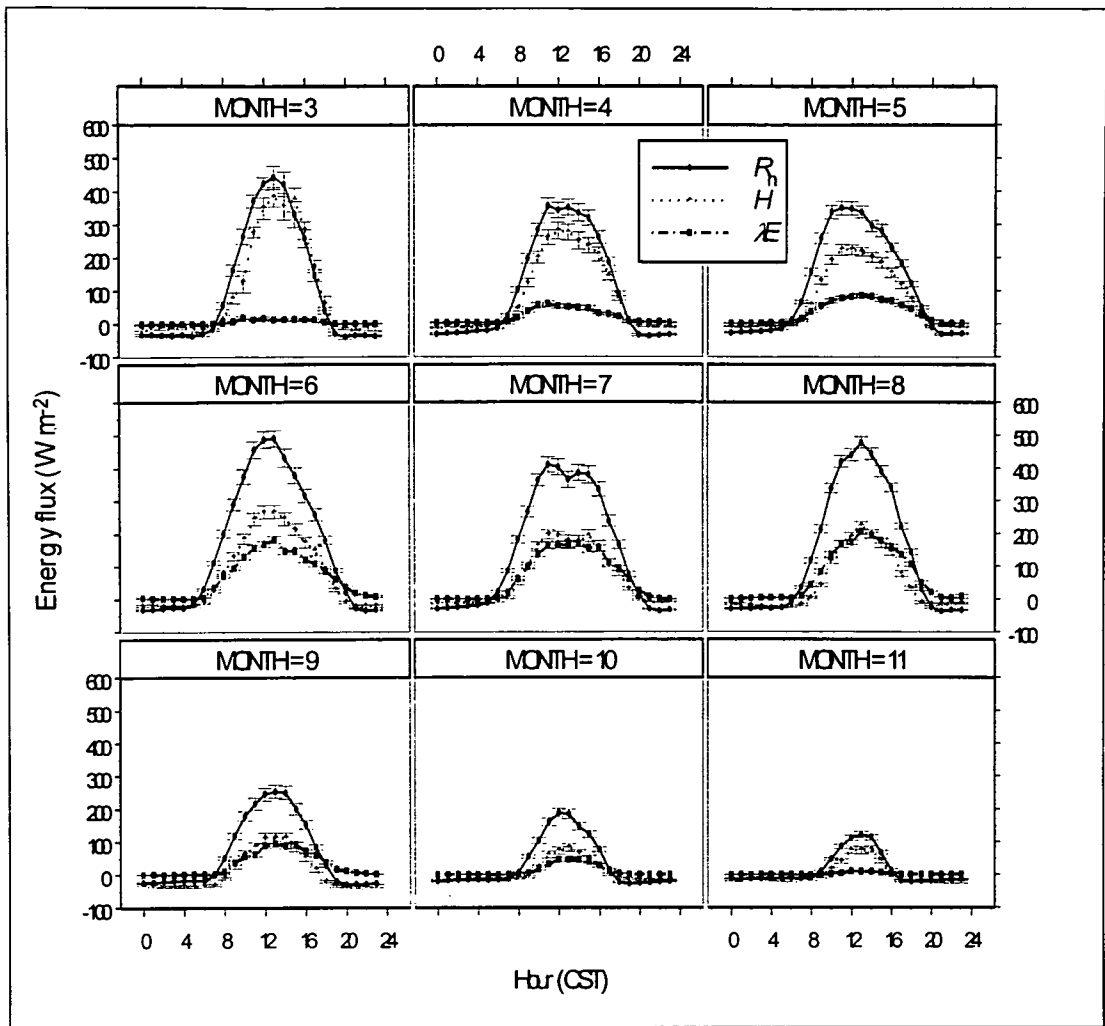 0 4 8 12 16 20 24
MONTH=3 MONTH=4 MONTH=5
600
500
400
300
200
100
0
-100
Rn
H
λE
MONTH=6 MONTH=7 MONTH=8
600
500
400
300
200
100
0
-100
Energy flux (W m-2)
MONTH=9 MONTH=10 MONTH=11
600
500
400
300
200
100
0
-100
0 4 8 12 16 20 24
0 4 8 12 16 20 24
Hour (CST)